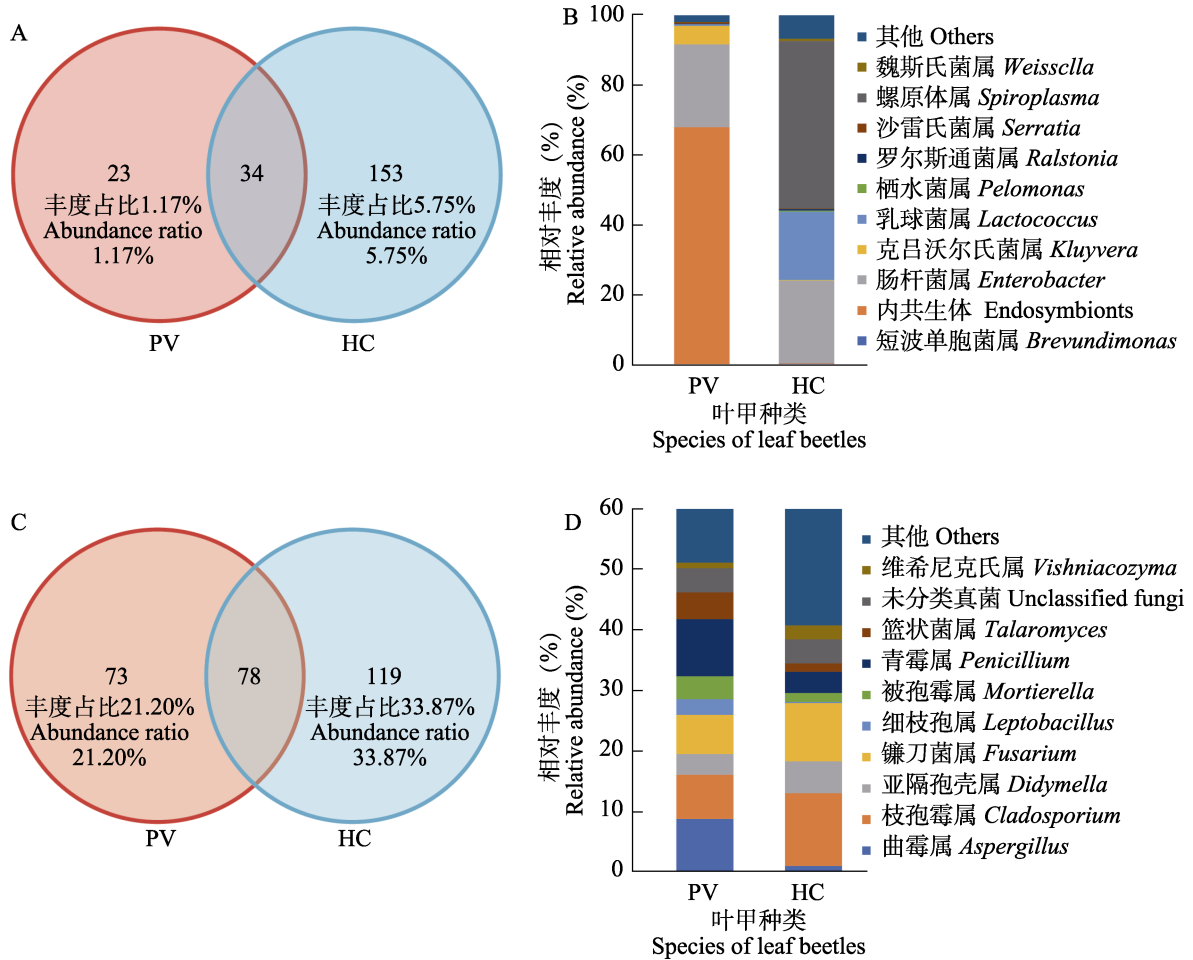 A
23
丰度占比1.17%
Abundance ratio
1.17%
34
153
丰度占比5.75%
Abundance ratio
5.75%
PV
HC
B
相对丰度（%）
Relative abundance (%)
100
80
60
40
20
0
PV
HC
叶甲种类
Species of leaf beetles
其他 Others
魏斯氏菌属 Weissclla
螺原体属 Spiroplasma
沙雷氏菌属 Serratia
罗尔斯通菌属 Ralstonia
栖水菌属 Pelomonas
乳球菌属 Lactococcus
克吕沃尔氏菌属 Kluyvera
肠杆菌属 Enterobacter
内共生体 Endosymbionts
短波单胞菌属 Brevundimonas
C
73
丰度占比21.20%
Abundance ratio
21.20%
78
119
丰度占比33.87%
Abundance ratio
33.87%
PV
HC
D
相对丰度（%）
Relative abundance (%)
60
50
40
30
20
10
0
PV
HC
叶甲种类
Species of leaf beetles
其他 Others
维希尼克氏属 Vishniacozyma
未分类真菌 Unclassified fungi
篮状菌属 Talaromyces
青霉属 Penicillium
被孢霉属 Mortierella
细枝孢属 Leptobacillus
镰刀菌属 Fusarium
亚隔孢壳属 Didymella
枝孢霉属 Cladosporium
曲霉属 Aspergillus